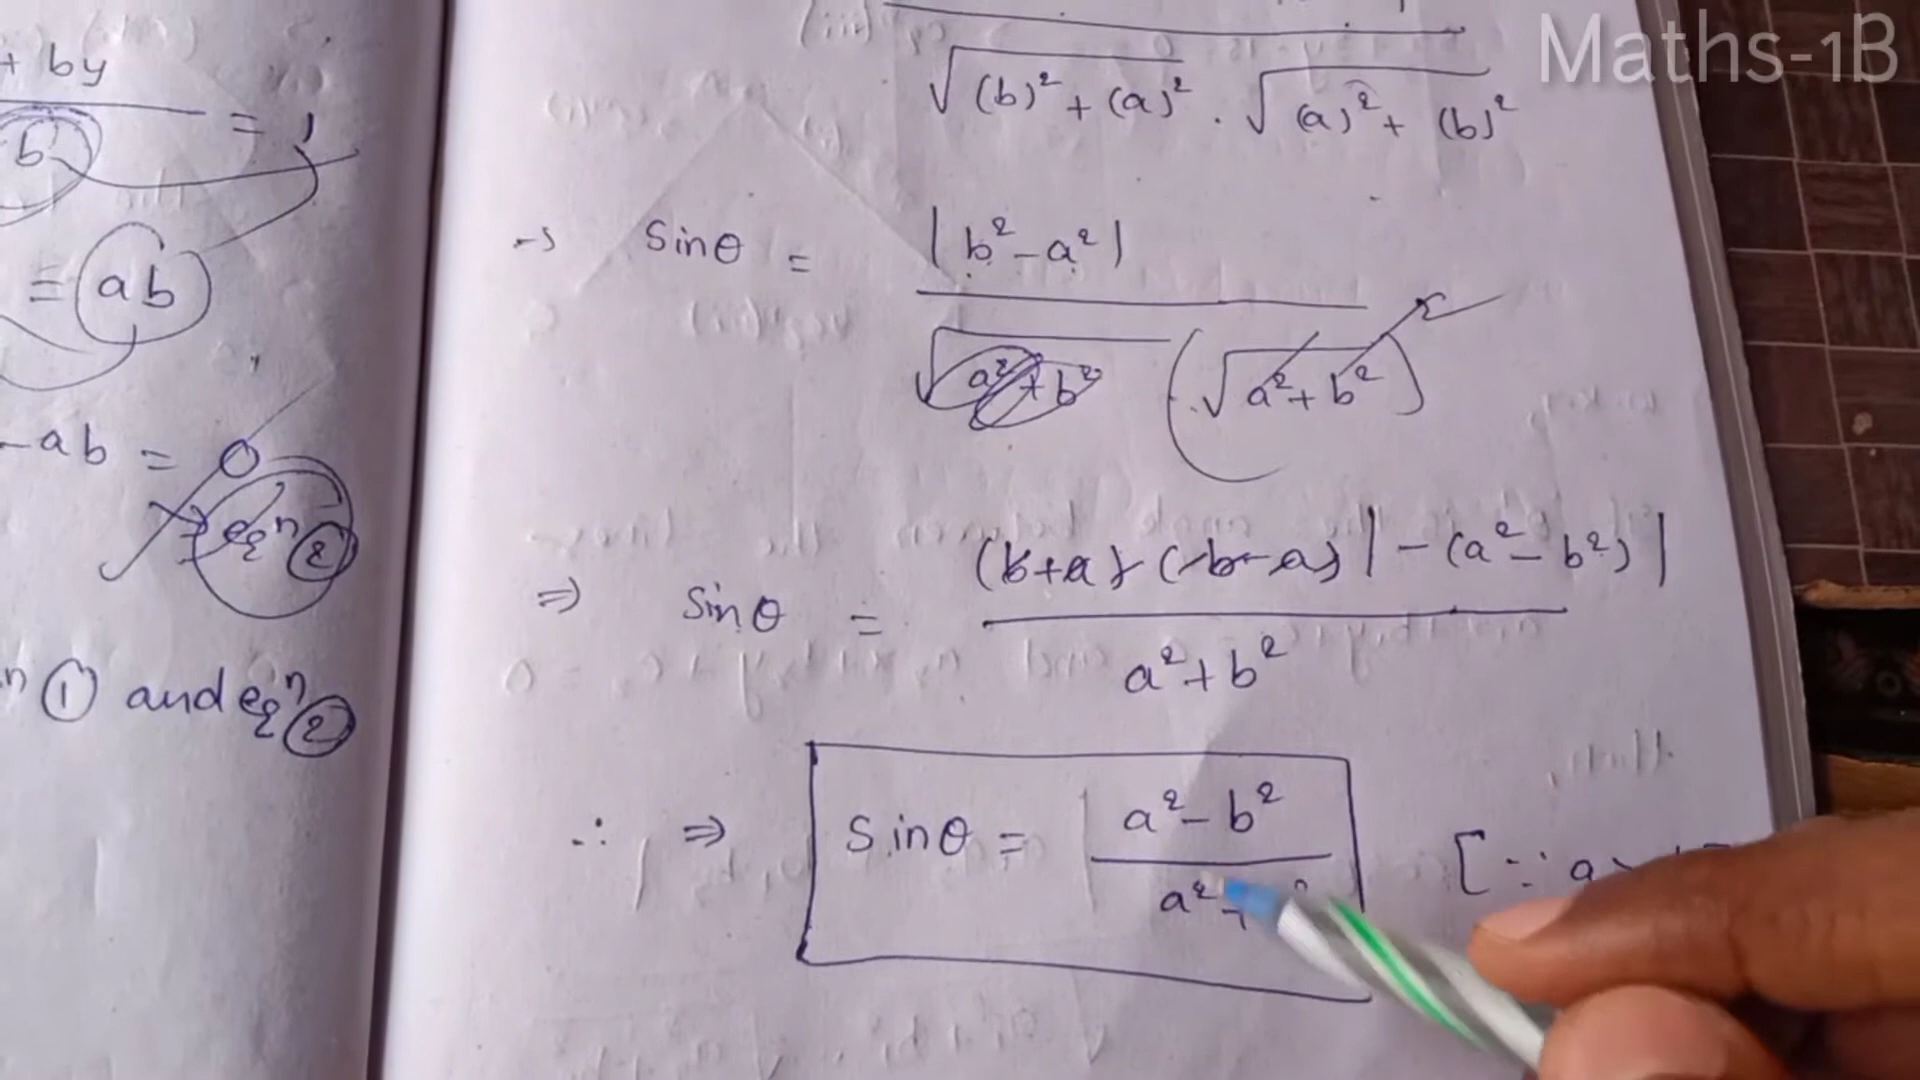 Maths-1B
+ by
b = 1
= ab
-ab = 0
→ eqⁿ ②
n ① and eqⁿ ②
√(b)² + (a)² . √(a)² + (b)²
→ Sinθ = |b² - a²|
√a² + b² (√a² + b²)
⇒ Sinθ = (b+a) (b-a) |-(a² - b²)|
a² + b²
∴ ⇒ Sinθ = | a² - b²
a² + [∵ a >